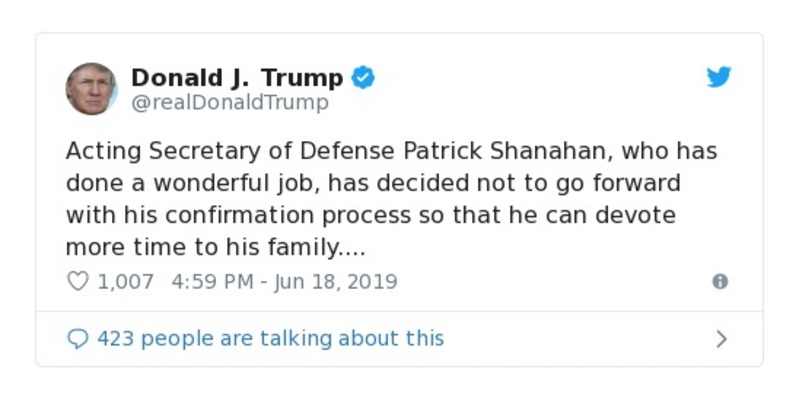 Donald J. Trump
@realDonaldTrump
Acting Secretary of Defense Patrick Shanahan, who has
done a wonderful job, has decided not to go forward
with his confirmation process so that he can devote
more time to his family....
1,007 4:59 PM - Jun 18, 2019
423 people are talking about this